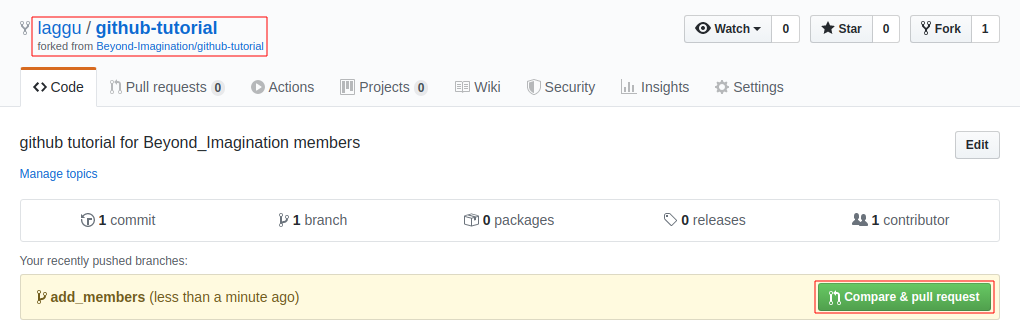 laggu / github-tutorial
forked from Beyond-Imagination/github-tutorial
Watch 0 Star 0 Fork 1
Code Pull requests 0 Actions Projects 0 Wiki Security Insights Settings
github tutorial for Beyond_Imagination members
Edit
Manage topics
1 commit 1 branch 0 packages 0 releases 1 contributor
Your recently pushed branches:
add_members (less than a minute ago) Compare & pull request